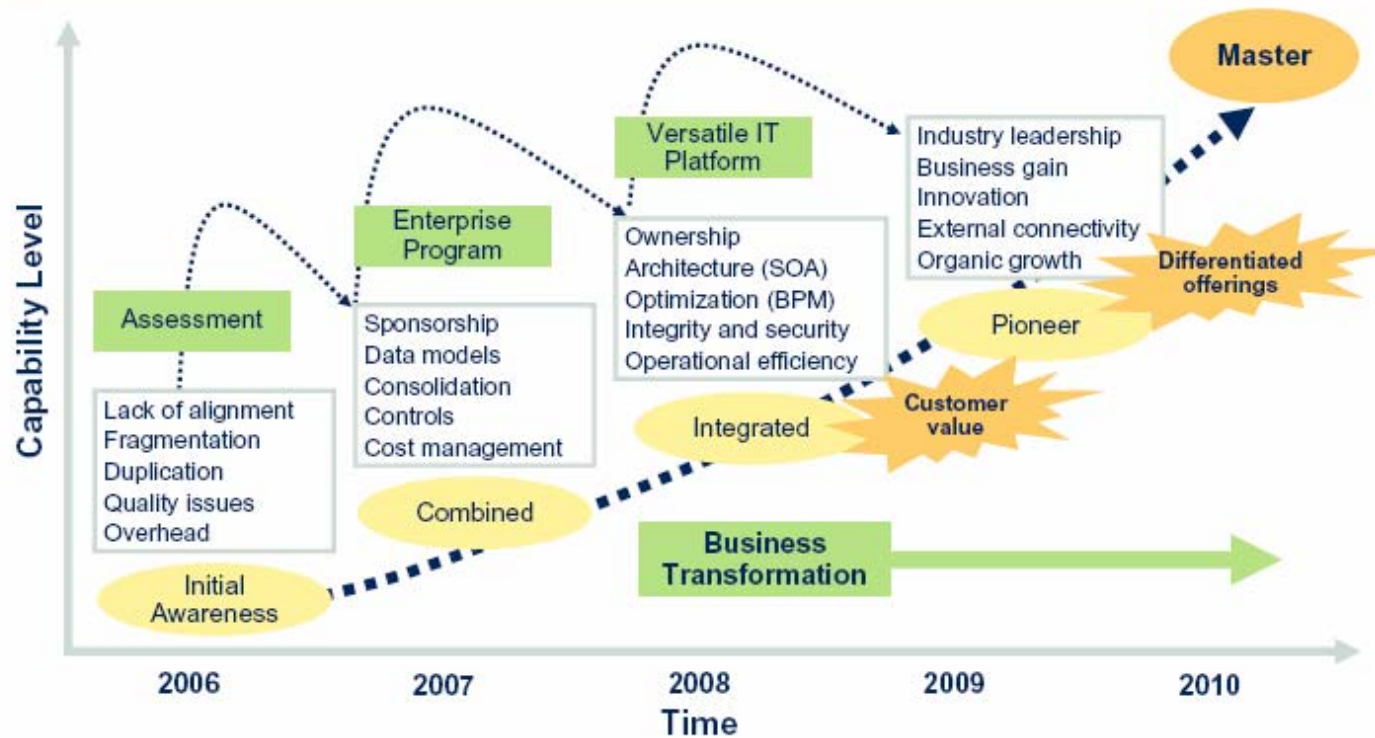 Master
Versatile IT
Platform
Industry leadership
Business gain
Innovation
External connectivity
Organic growth
Enterprise
Program
Ownership
Architecture (SOA)
Optimization (BPM)
Integrity and security
Operational efficiency
Differentiated
offerings
Assessment
Sponsorship
Data models
Consolidation
Controls
Cost management
Pioneer
Lack of alignment
Fragmentation
Duplication
Quality issues
Overhead
Integrated
Customer
value
Combined
Initial
Awareness
Business
Transformation
Capability Level
2006 2007 2008 2009 2010
Time